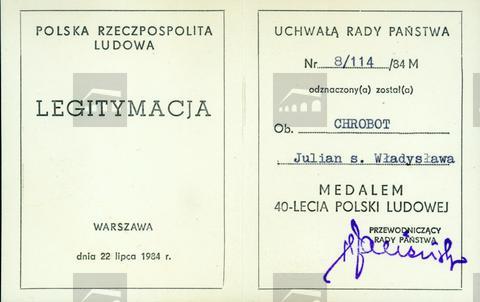 POLSKA RZECZPOSPOLITA
LUDOWA
LEGITYMACJA
WARSZAWA
dnia 22 lipca 1984 r.
UCHWAŁĄ RADY PAŃSTWA
Nr 8/114 /84 M
odznaczony(a) został(a)
Ob. CHROBOT
Julian s. Władysława
MEDALEM
40-LECIA POLSKI LUDOWEJ
PRZEWODNICZĄCY
RADY PAŃSTWA